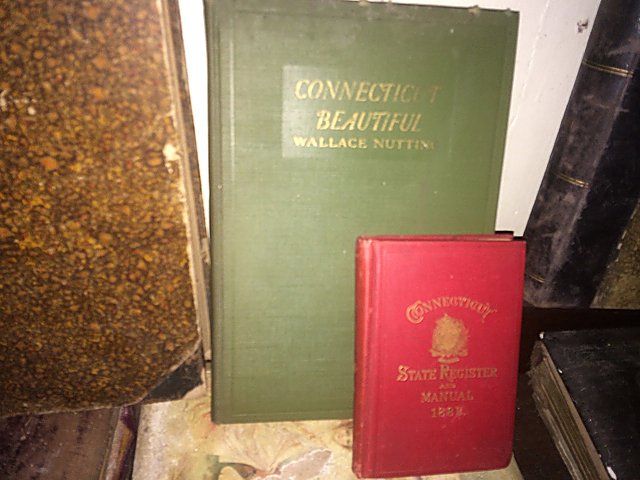 CONNECTICUT
BEAUTIFUL
WALLACE NUTTING
CONNECTICUT
STATE REGISTER
AND
MANUAL